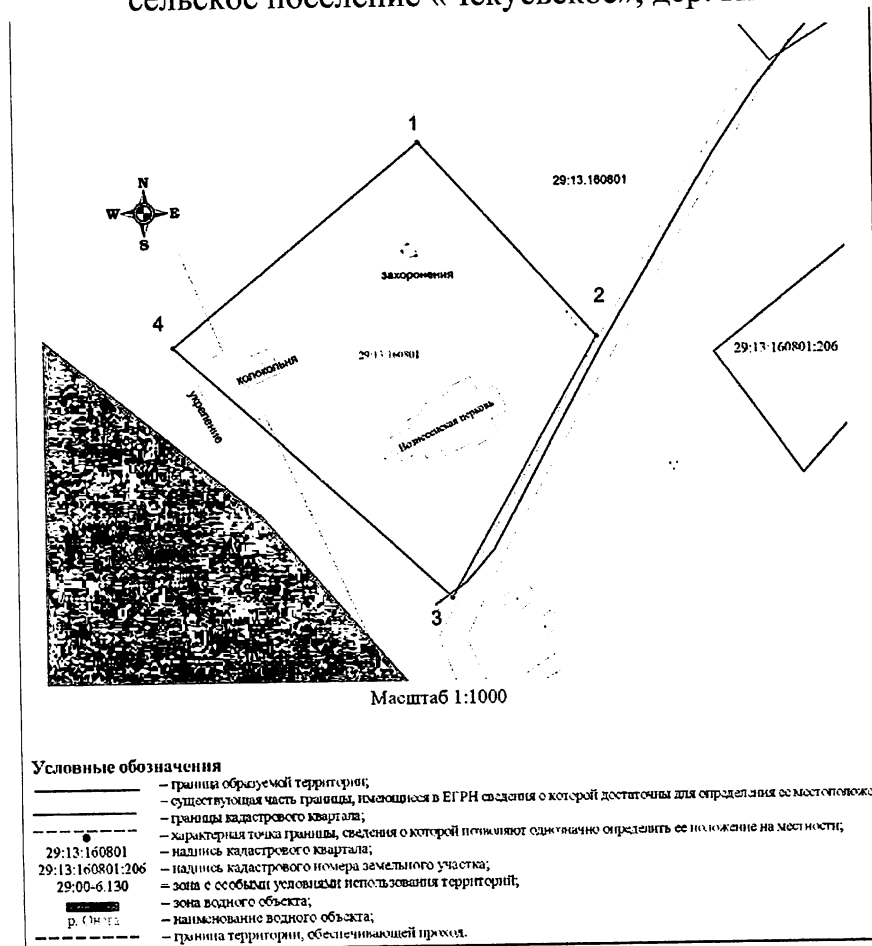 сельское поселение «Чекуевское», дер.
1
29:13:160801
N
W E
S
захоронения
2
4
29:13:160801
29:13:160801:206
колокольня
укрепление
Вознесенская церковь
3
Масштаб 1:1000
Условные обозначения
– граница образуемой территории;
– существующая часть границы, имеющиеся в ЕГРН сведения о которой достаточны для определения ее местоположе
– границы кадастрового квартала;
– характерная точка границы, сведения о которой позволяют однозначно определить ее положение на местности;
29:13:160801 – надпись кадастрового квартала;
29:13:160801:206 – надпись кадастрового номера земельного участка;
29:00-6.130 – зона с особыми условиями использования территорий;
– зона водного объекта;
р. Онега – наименование водного объекта;
– граница территории, обеспечивающей проход.